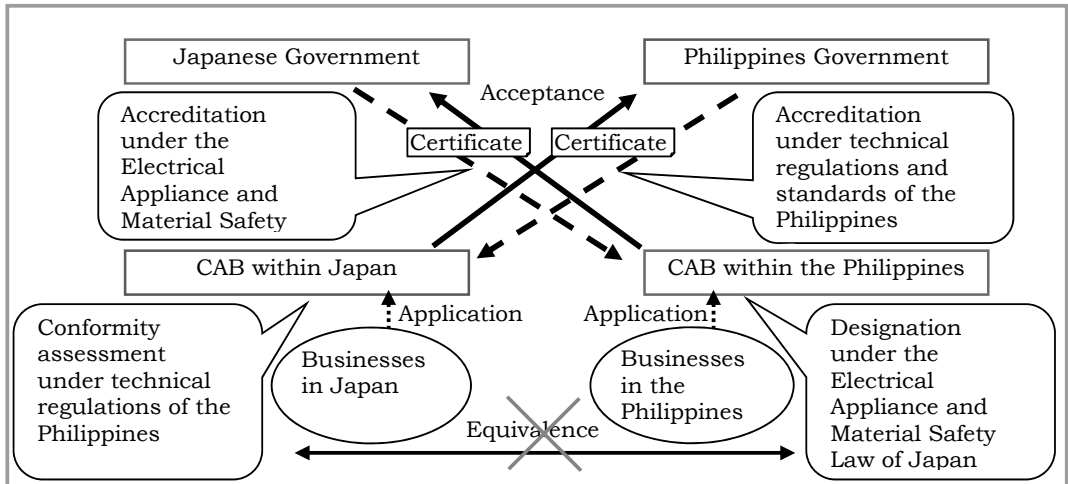 Japanese Government
Philippines Government
Acceptance
Accreditation
under the
Electrical
Appliance and
Material Safety
Certificate
Certificate
Accreditation
under technical
regulations and
standards of the
Philippines
CAB within Japan
CAB within the Philippines
Application
Application
Conformity
assessment
under technical
regulations of the
Philippines
Businesses
in Japan
Businesses
in the
Philippines
Designation
under the
Electrical
Appliance and
Material Safety
Law of Japan
Equivalence